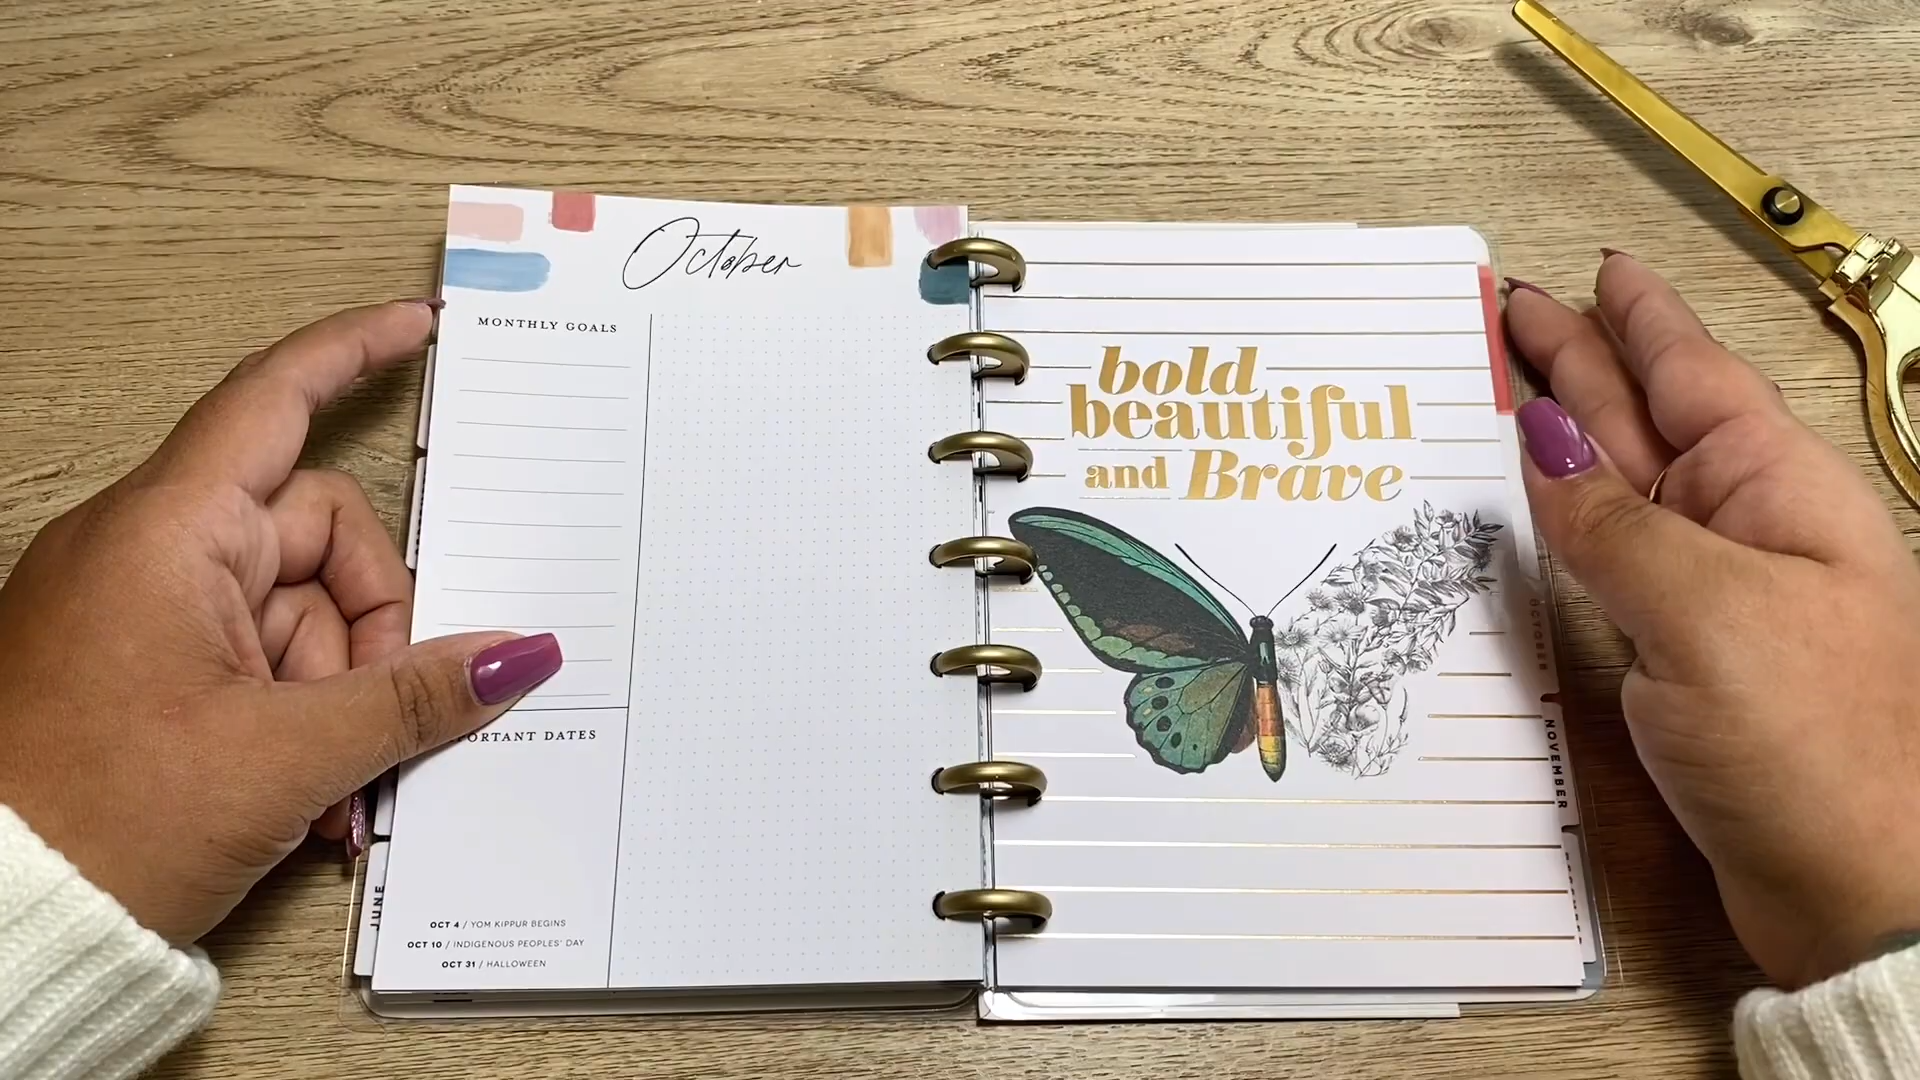 October
MONTHLY GOALS
PORTANT DATES
OCT 4 / YOM KIPPUR BEGINS
OCT 10 / INDIGENOUS PEOPLES' DAY
OCT 31 / HALLOWEEN
JUNE
bold
beautiful
and Brave
OCTOBER
NOVEMBER